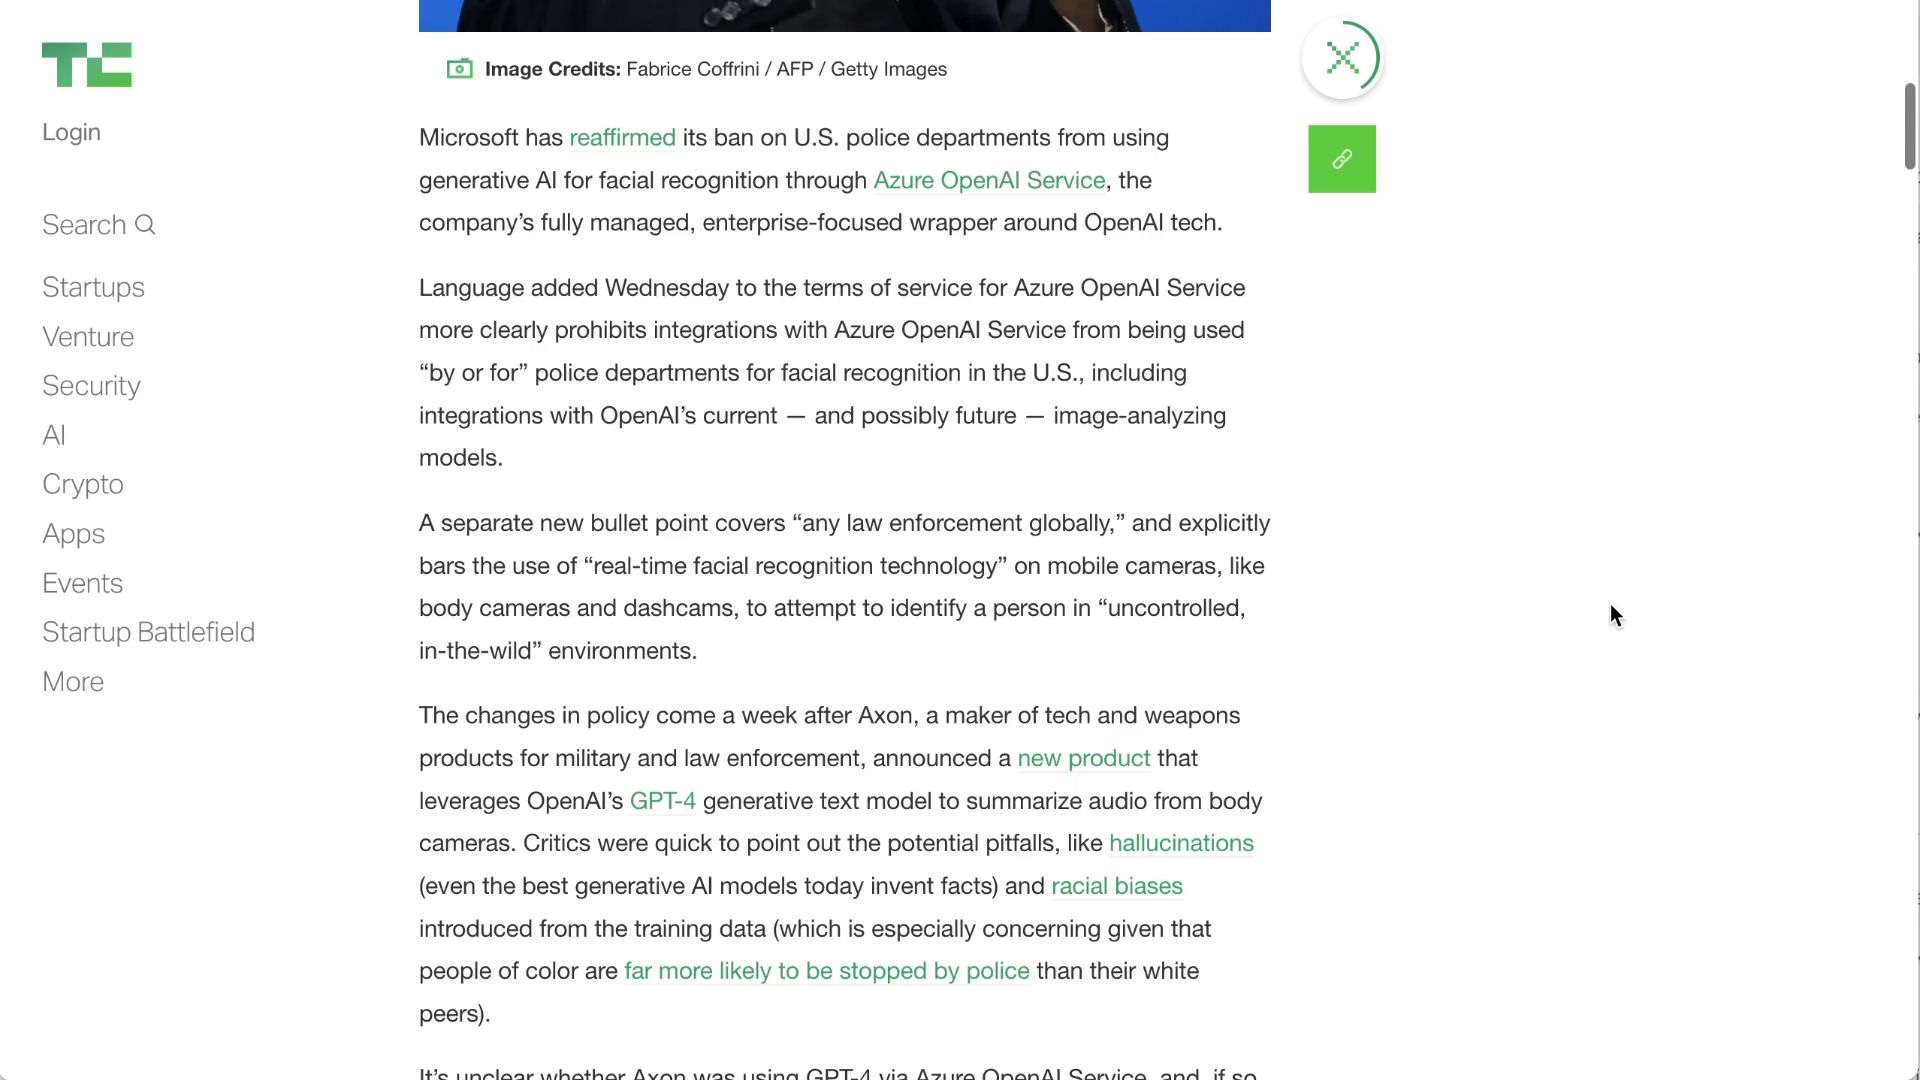 TC
Login
Search
Startups
Venture
Security
AI
Crypto
Apps
Events
Startup Battlefield
More
Image Credits: Fabrice Coffrini / AFP / Getty Images
Microsoft has reaffirmed its ban on U.S. police departments from using
generative AI for facial recognition through Azure OpenAI Service, the
company’s fully managed, enterprise-focused wrapper around OpenAI tech.
Language added Wednesday to the terms of service for Azure OpenAI Service
more clearly prohibits integrations with Azure OpenAI Service from being used
“by or for” police departments for facial recognition in the U.S., including
integrations with OpenAI’s current — and possibly future — image-analyzing
models.
A separate new bullet point covers “any law enforcement globally,” and explicitly
bars the use of “real-time facial recognition technology” on mobile cameras, like
body cameras and dashcams, to attempt to identify a person in “uncontrolled,
in-the-wild” environments.
The changes in policy come a week after Axon, a maker of tech and weapons
products for military and law enforcement, announced a new product that
leverages OpenAI’s GPT-4 generative text model to summarize audio from body
cameras. Critics were quick to point out the potential pitfalls, like hallucinations
(even the best generative AI models today invent facts) and racial biases
introduced from the training data (which is especially concerning given that
people of color are far more likely to be stopped by police than their white
peers).
It’s unclear whether Axon was using GPT-4 via Azure OpenAI Service, and, if so,